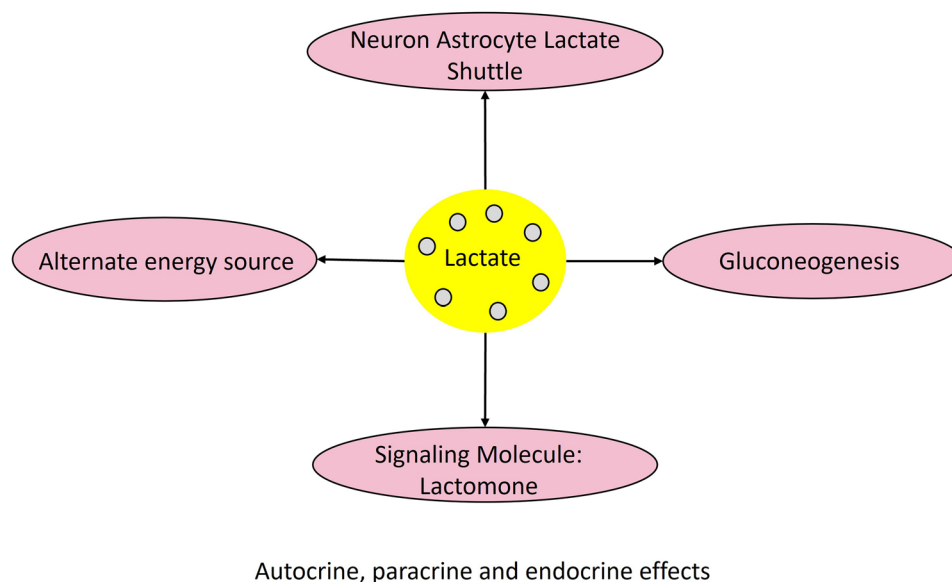 Neuron Astrocyte Lactate
Shuttle
Alternate energy source
Lactate
Gluconeogenesis
Signaling Molecule:
Lactomone
Autocrine, paracrine and endocrine effects